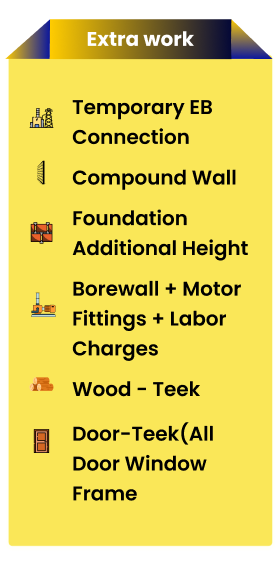 Extra work
Temporary EB
Connection
Compound Wall
Foundation
Additional Height
Borewall + Motor
Fittings + Labor
Charges
Wood - Teek
Door-Teek(All
Door Window
Frame